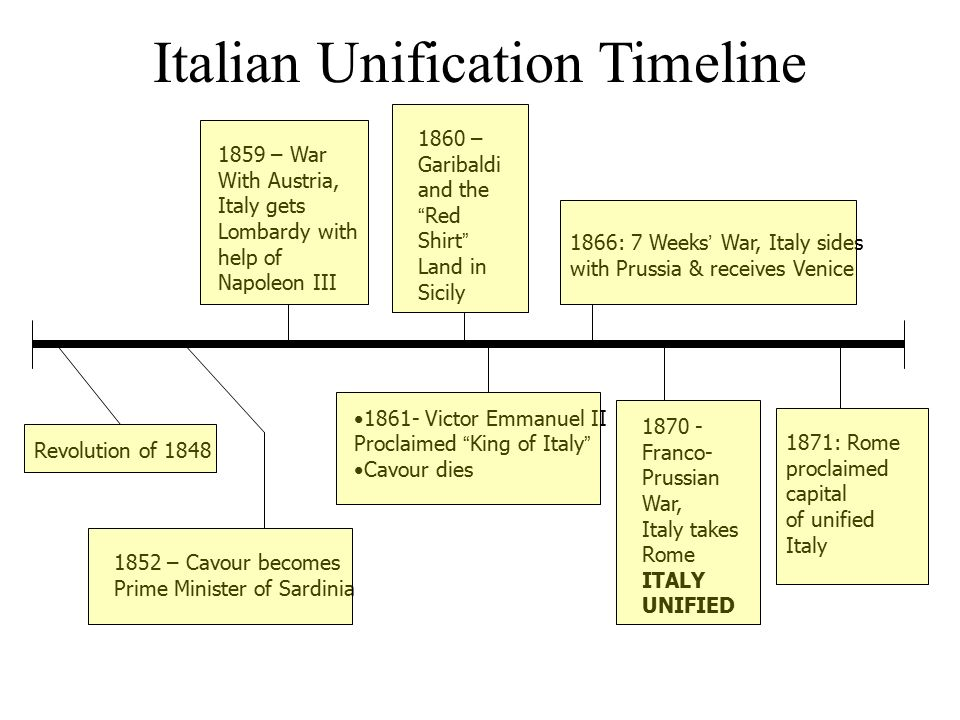 Italian Unification Timeline
1859 – War
With Austria,
Italy gets
Lombardy with
help of
Napoleon III
1860 –
Garibaldi
and the
“Red
Shirt”
Land in
Sicily
1866: 7 Weeks’ War, Italy sides
with Prussia & receives Venice
Revolution of 1848
1852 – Cavour becomes
Prime Minister of Sardinia
•1861- Victor Emmanuel II
Proclaimed “King of Italy”
•Cavour dies
1870 -
Franco-
Prussian
War,
Italy takes
Rome
ITALY
UNIFIED
1871: Rome
proclaimed
capital
of unified
Italy